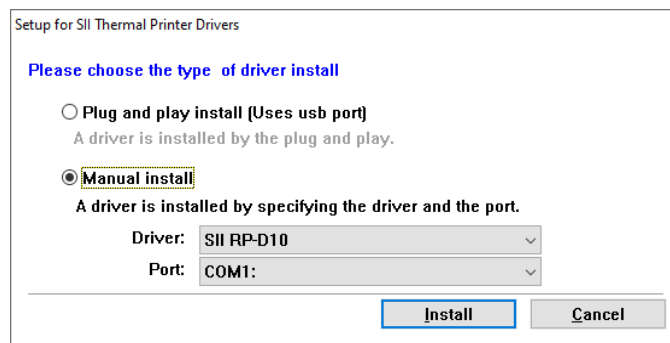 Setup for SII Thermal Printer Drivers
Please choose the type of driver install
Plug and play install (Uses usb port)
A driver is installed by the plug and play.
Manual install
A driver is installed by specifying the driver and the port.
Driver: SII RP-D10
Port: COM1:
Install Cancel